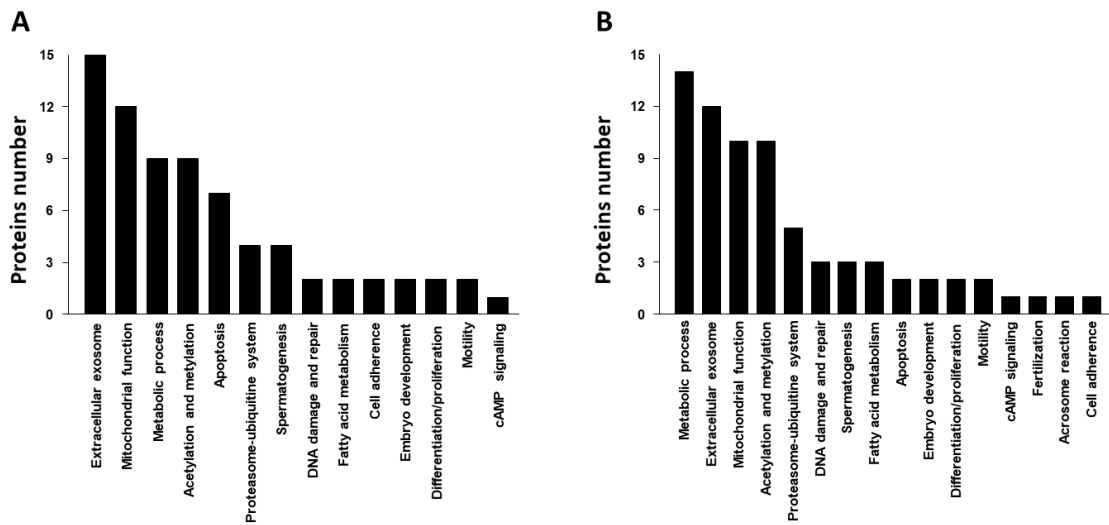 A
Proteins number
15
12
9
6
3
0
Extracellular exosome
Mitochondrial function
Metabolic process
Acetylation and metylation
Apoptosis
Proteasome-ubiquitine system
Spermatogenesis
DNA damage and repair
Fatty acid metabolism
Cell adherence
Embryo development
Differentiation/proliferation
Motility
cAMP signaling
B
Proteins number
15
12
9
6
3
0
Metabolic process
Extracellular exosome
Mitochondrial function
Acetylation and metylation
Proteasome-ubiquitine system
DNA damage and repair
Spermatogenesis
Fatty acid metabolism
Apoptosis
Embryo development
Differentiation/proliferation
Motility
cAMP signaling
Fertilization
Acrosome reaction
Cell adherence